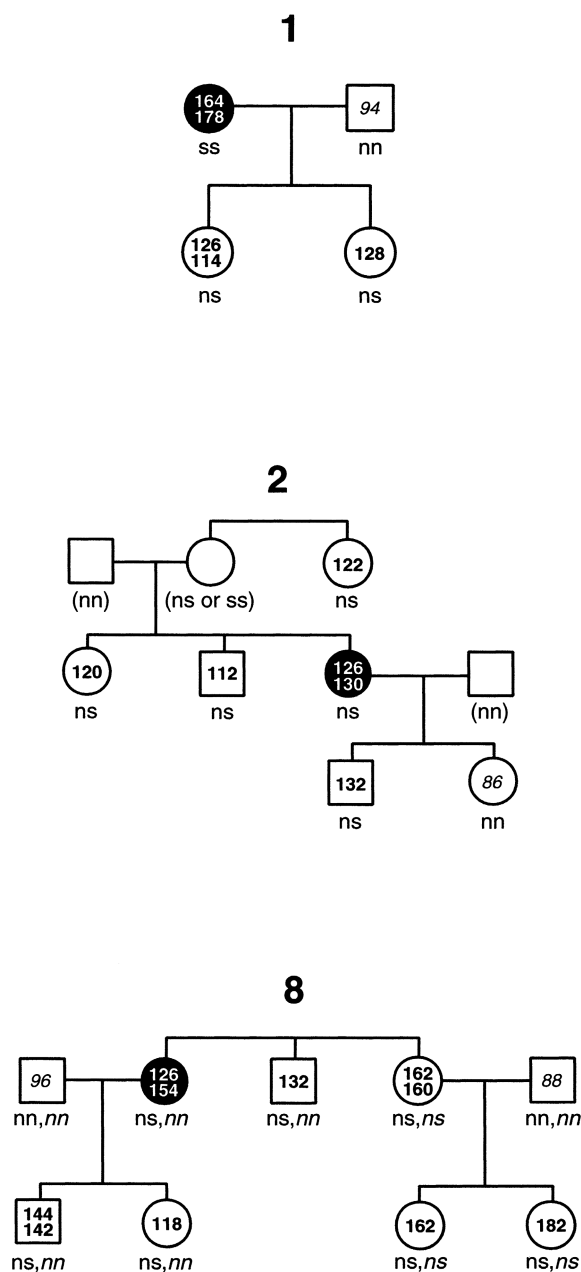 1
164 94
178
ss nn
126 128
114
ns ns
2
122
(nn) (ns or ss) ns
120 112 126
130
ns ns ns (nn)
132 86
ns nn
8
96 126 132 162 88
154 160
nn,nn ns,nn ns,nn ns,ns nn,nn
144 118 162 182
142
ns,nn ns,nn ns,ns ns,ns